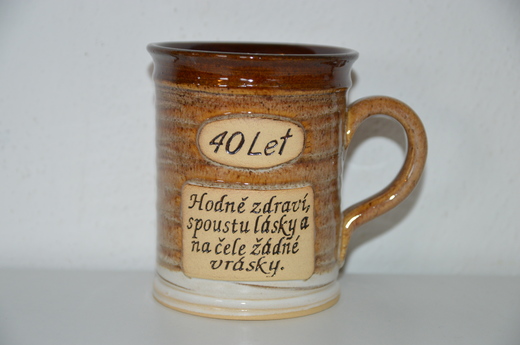 40 Let
Hodně zdraví,
spoustu lásky a
na čele žádné
vrásky.